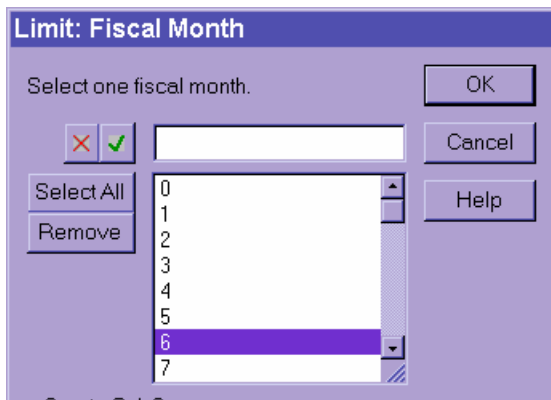 Limit: Fiscal Month
Select one fiscal month.
OK
Cancel
Select All
Remove
Help
0
1
2
3
4
5
6
7